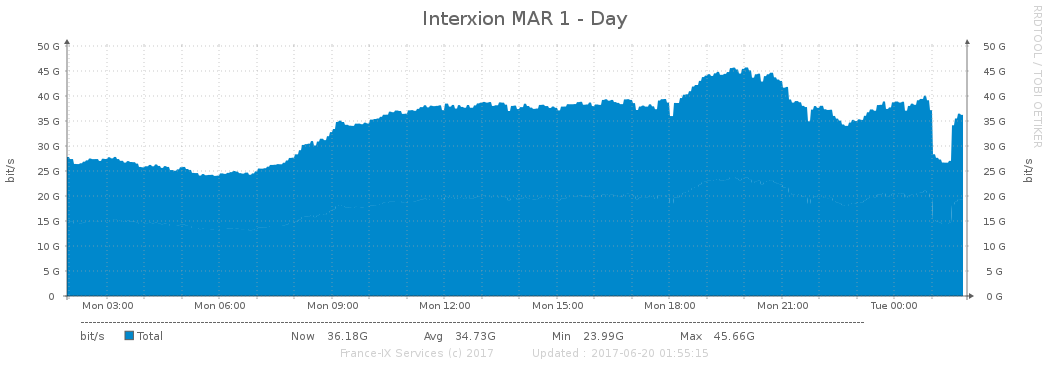 Interxion MAR 1 - Day
RRDTOOL / TOBI OETIKER
50 G 50 G
45 G 45 G
40 G 40 G
35 G 35 G
30 G 30 G
25 G 25 G
20 G 20 G
15 G 15 G
10 G 10 G
5 G 5 G
0 0 G
bit/s bit/s
Mon 03:00 Mon 06:00 Mon 09:00 Mon 12:00 Mon 15:00 Mon 18:00 Mon 21:00 Tue 00:00
bit/s Total Now 36.18G Avg 34.73G Min 23.99G Max 45.66G
France-IX Services (c) 2017 Updated : 2017-06-20 01:55:15